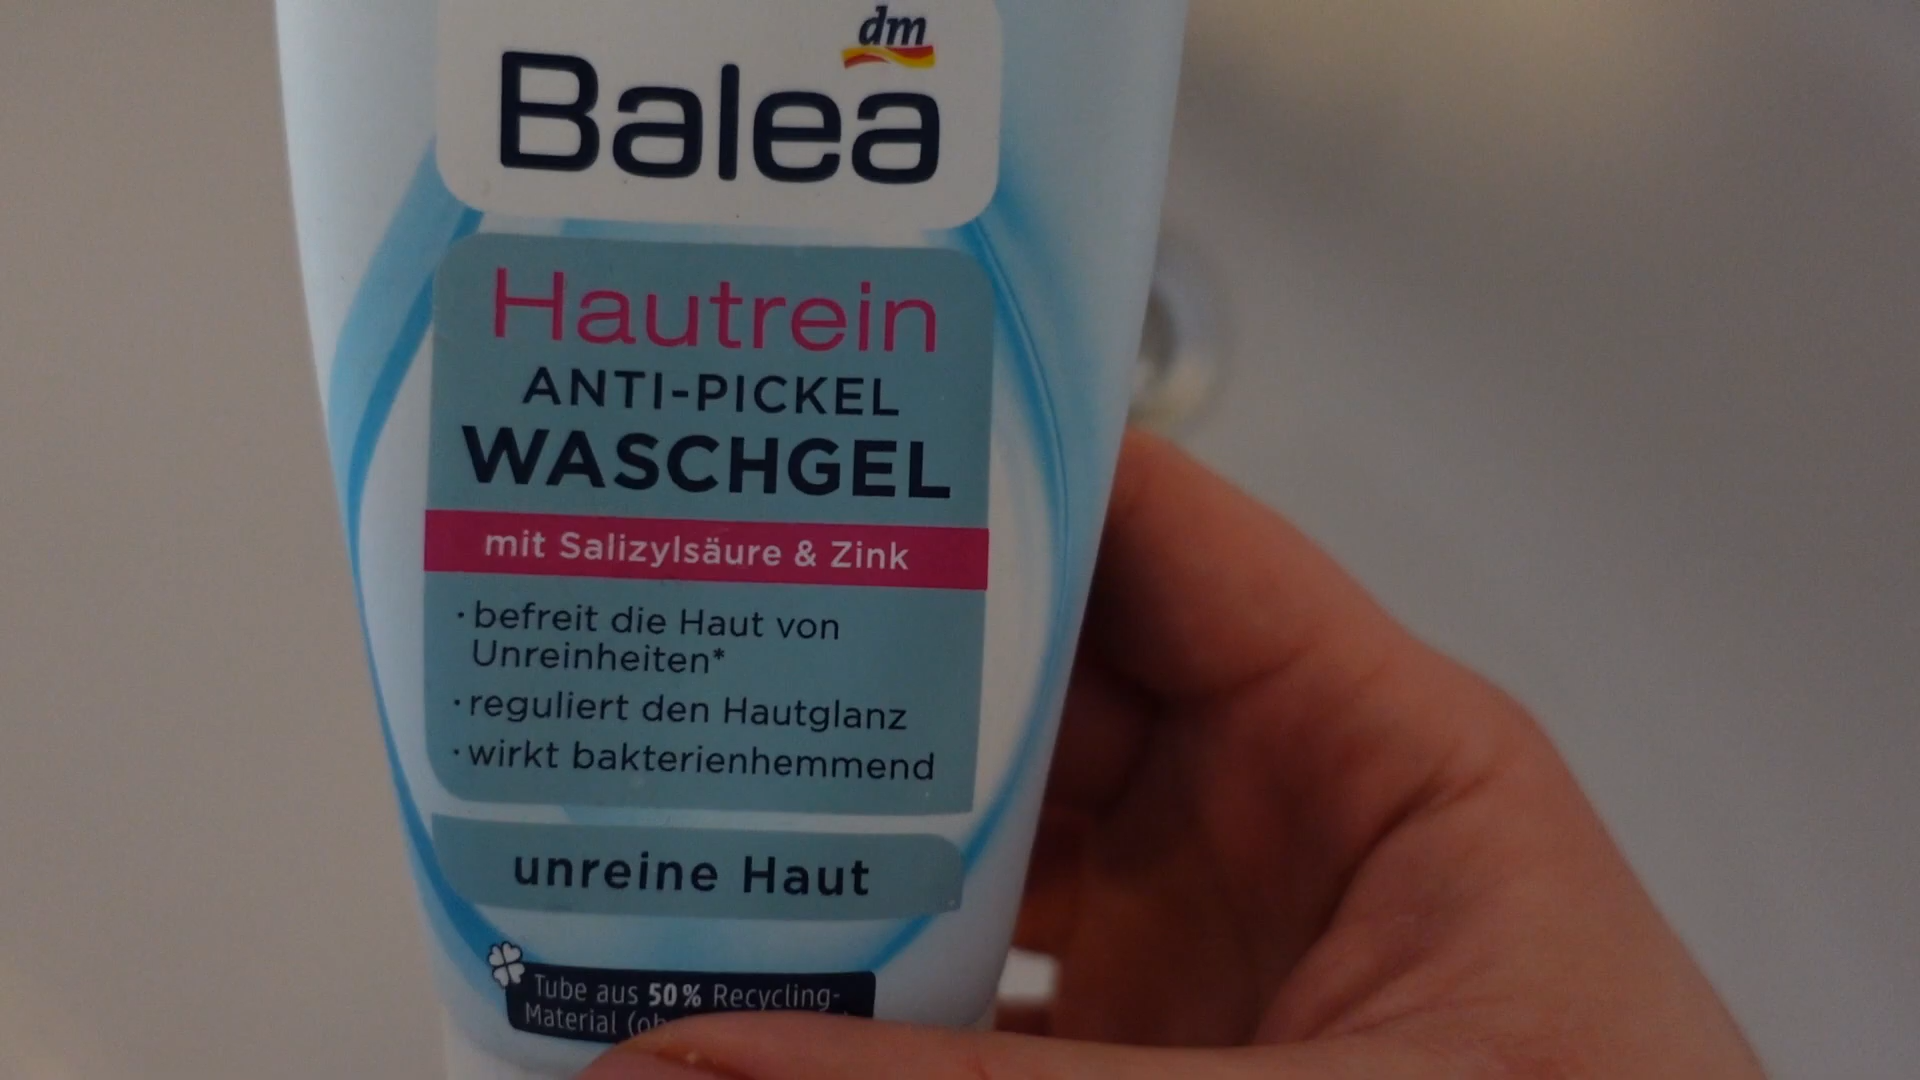 dm
Balea
Hautrein
ANTI-PICKEL
WASCHGEL
mit Salizylsäure & Zink
· befreit die Haut von
Unreinheiten*
· reguliert den Hautglanz
· wirkt bakterienhemmend
unreine Haut
Tube aus 50% Recycling-
Material